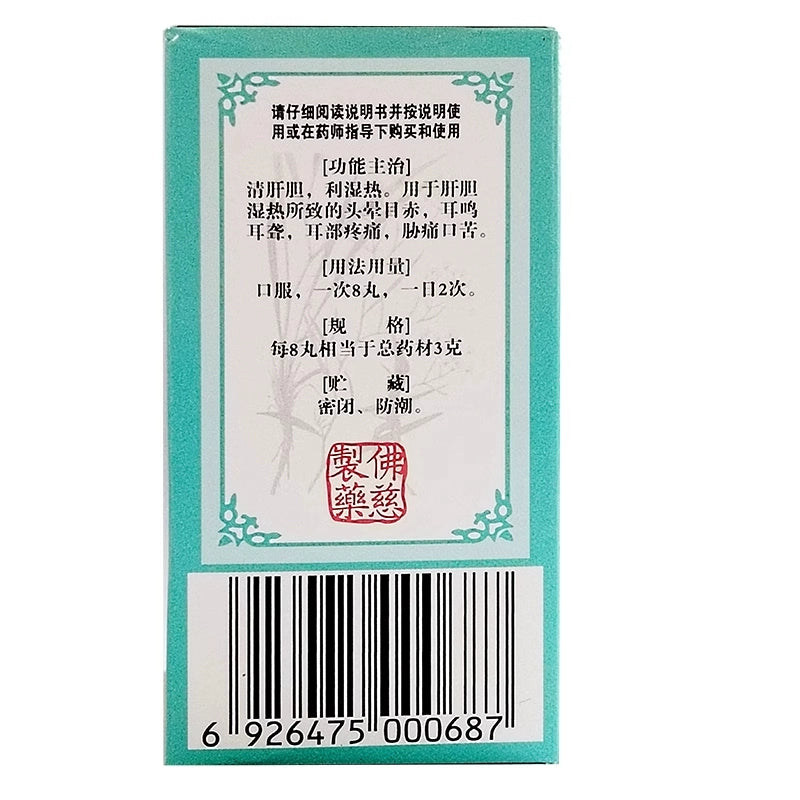 请仔细阅读说明书并按说明使
用或在药师指导下购买和使用
[功能主治]
清肝胆，利湿热。用于肝胆
湿热所致的头晕目赤，耳鸣
耳聋，耳部疼痛，胁痛口苦。
[用法用量]
口服，一次8丸，一日2次。
[规 格]
每8丸相当于总药材3克
[贮 藏]
密闭、防潮。
佛慈
製藥
6 926475 000687